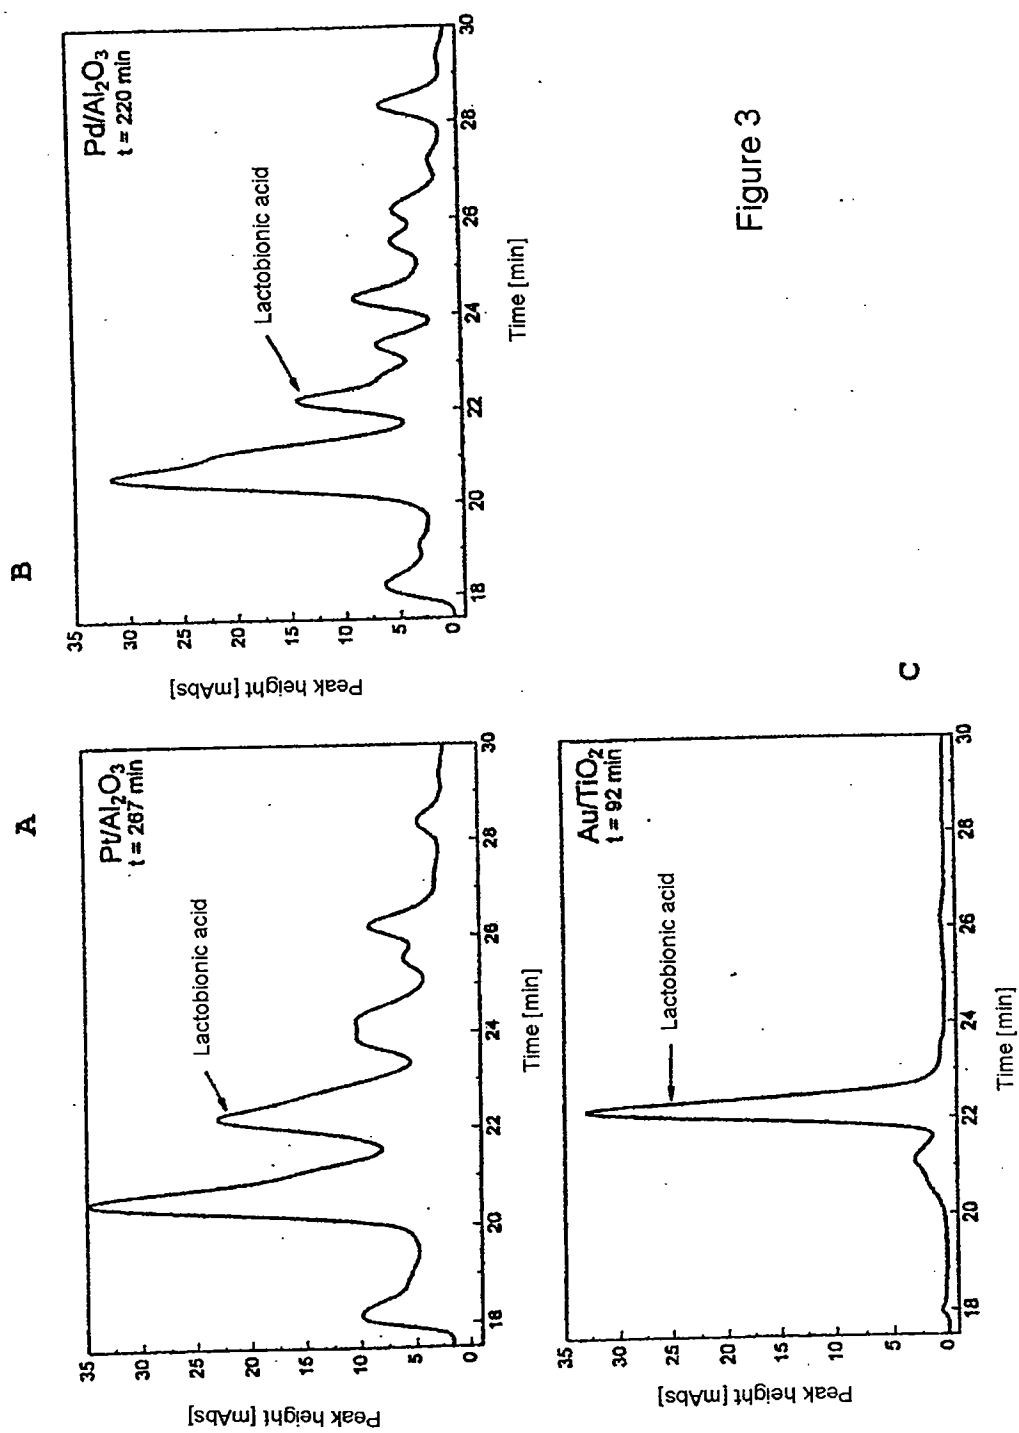 A
Pt/Al2O3
t = 267 min
Lactobionic acid
Peak height [mAbs]
35
30
25
20
15
10
5
0
18
20
22
24
26
28
30
Time [min]
B
Pd/Al2O3
t = 220 min
Lactobionic acid
Peak height [mAbs]
35
30
25
20
15
10
5
0
18
20
22
24
26
28
30
Time [min]
C
Au/TiO2
t = 92 min
Lactobionic acid
Peak height [mAbs]
35
30
25
20
15
10
5
0
18
20
22
24
26
28
30
Time [min]
Figure 3